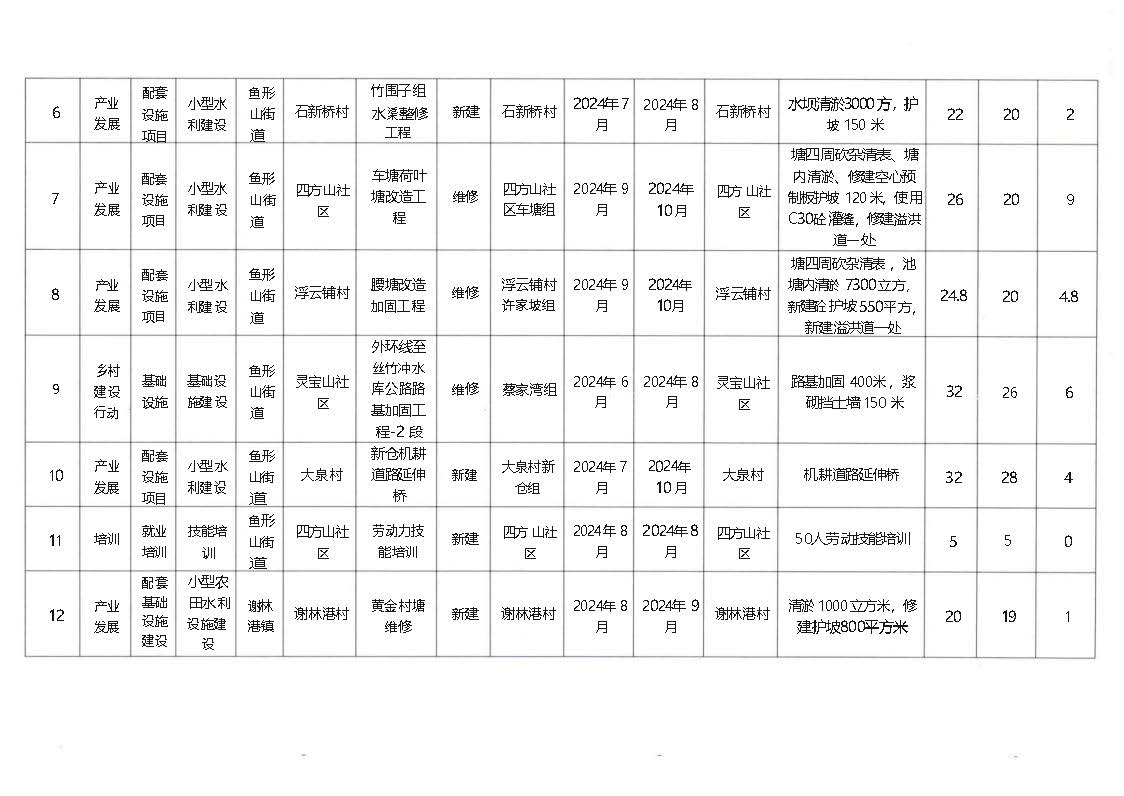 6 产业发展 配套设施项目 小型水利建设 鱼形山街道 石新桥村 竹围子组水渠整修工程 新建 石新桥村 2024年7月 2024年8月 石新桥村 水坝清淤3000方，护坡150米 22 20 2
7 产业发展 配套设施项目 小型水利建设 鱼形山街道 四方山社区 车塘荷叶塘改造工程 维修 四方山社区车塘组 2024年9月 2024年10月 四方山社区 塘四周砍杂清表、塘内清淤、修建空心预制板护坡120米，使用C30砼灌缝，修建溢洪道一处 26 20 9
8 产业发展 配套设施项目 小型水利建设 鱼形山街道 浮云铺村 腰塘改造加固工程 维修 浮云铺村许家坡组 2024年9月 2024年10月 浮云铺村 塘四周砍杂清表，池塘内清淤7300立方，新建砼护坡550平方，新建溢洪道一处 24.8 20 4.8
9 乡村建设行动 基础设施 基础设施建设 鱼形山街道 灵宝山社区 外环线至丝竹冲水库公路路基加固工程-2段 维修 蔡家湾组 2024年6月 2024年8月 灵宝山社区 路基加固400米，浆砌挡土墙150米 32 26 6
10 产业发展 配套设施项目 小型水利建设 鱼形山街道 大泉村 新仓机耕道路延伸桥 新建 大泉村新仓组 2024年7月 2024年10月 大泉村 机耕道路延伸桥 32 28 4
11 培训 就业培训 技能培训 鱼形山街道 四方山社区 劳动力技能培训 新建 四方山社区 2024年8月 2024年8月 四方山社区 50人劳动技能培训 5 5 0
12 产业发展 配套基础设施建设 小型农田水利设施建设 谢林港镇 谢林港村 黄金村塘维修 新建 谢林港村 2024年8月 2024年9月 谢林港村 清淤1000立方米，修建护坡800平方米 20 19 1